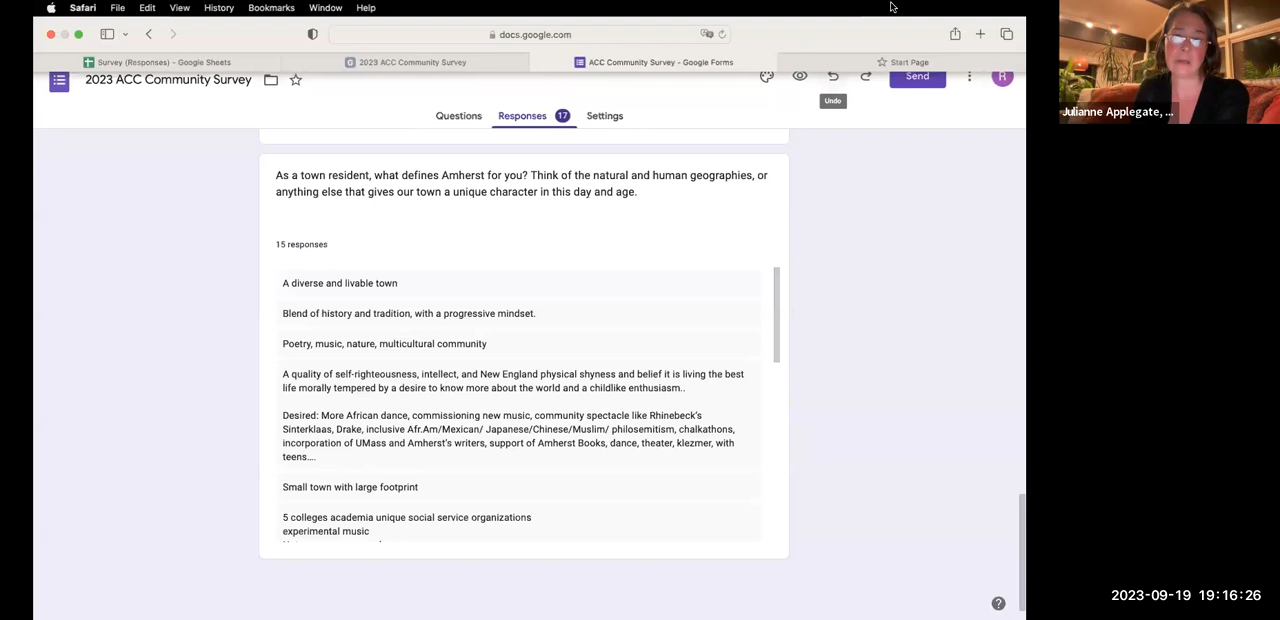 Safari File Edit View History Bookmarks Window Help
docs.google.com
Survey (Responses) - Google Sheets
2023 ACC Community Survey
ACC Community Survey - Google Forms
Start Page
2023 ACC Community Survey
Send
R
Undo
Questions
Responses 17
Settings
Julianne Applegate, ...
As a town resident, what defines Amherst for you? Think of the natural and human geographies, or
anything else that gives our town a unique character in this day and age.
15 responses
A diverse and livable town
Blend of history and tradition, with a progressive mindset.
Poetry, music, nature, multicultural community
A quality of self-righteousness, intellect, and New England physical shyness and belief it is living the best
life morally tempered by a desire to know more about the world and a childlike enthusiasm..
Desired: More African dance, commissioning new music, community spectacle like Rhinebeck's
Sinterklaas, Drake, inclusive Afr.Am/Mexican/ Japanese/Chinese/Muslim/ philosemitism, chalkathons,
incorporation of UMass and Amherst's writers, support of Amherst Books, dance, theater, klezmer, with
teens....
Small town with large footprint
5 colleges academia unique social service organizations
experimental music
2023-09-19 19:16:26